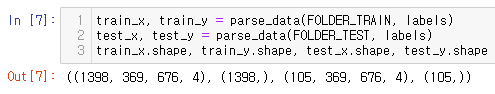 In [7]:
1 train_x, train_y = parse_data(FOLDER_TRAIN, labels)
2 test_x, test_y = parse_data(FOLDER_TEST, labels)
3 train_x.shape, train_y.shape, test_x.shape, test_y.shape
Out[7]: ((1398, 369, 676, 4), (1398,), (105, 369, 676, 4), (105,))